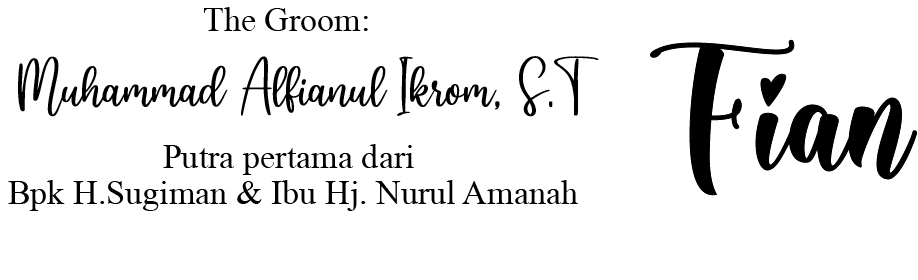 The Groom:
Muhammad Alfianul Ikrom, S.T
Putra pertama dari
Bpk H.Sugiman & Ibu Hj. Nurul Amanah
Fian